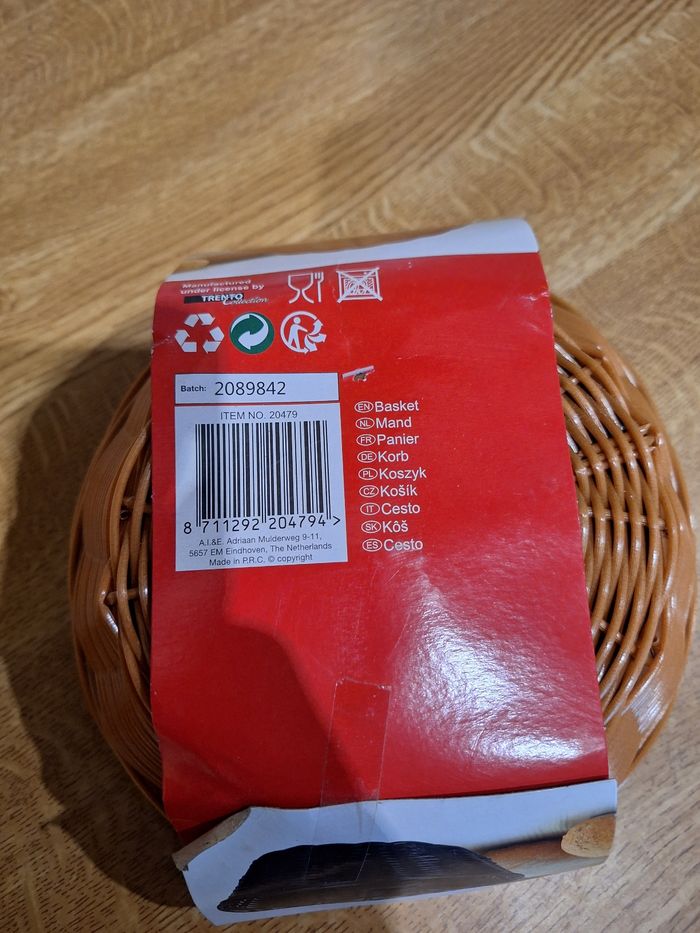 Manufactured
under license by
TRENTO
Collection
Batch: 2089842
ITEM NO. 20479
8 711292 204794 >
A.I.&E. Adriaan Mulderweg 9-11,
5657 EM Eindhoven, The Netherlands
Made in P.R.C. © copyright
EN Basket
NL Mand
FR Panier
DE Korb
PL Koszyk
CZ Košík
IT Cesto
SK Kôš
ES Cesto